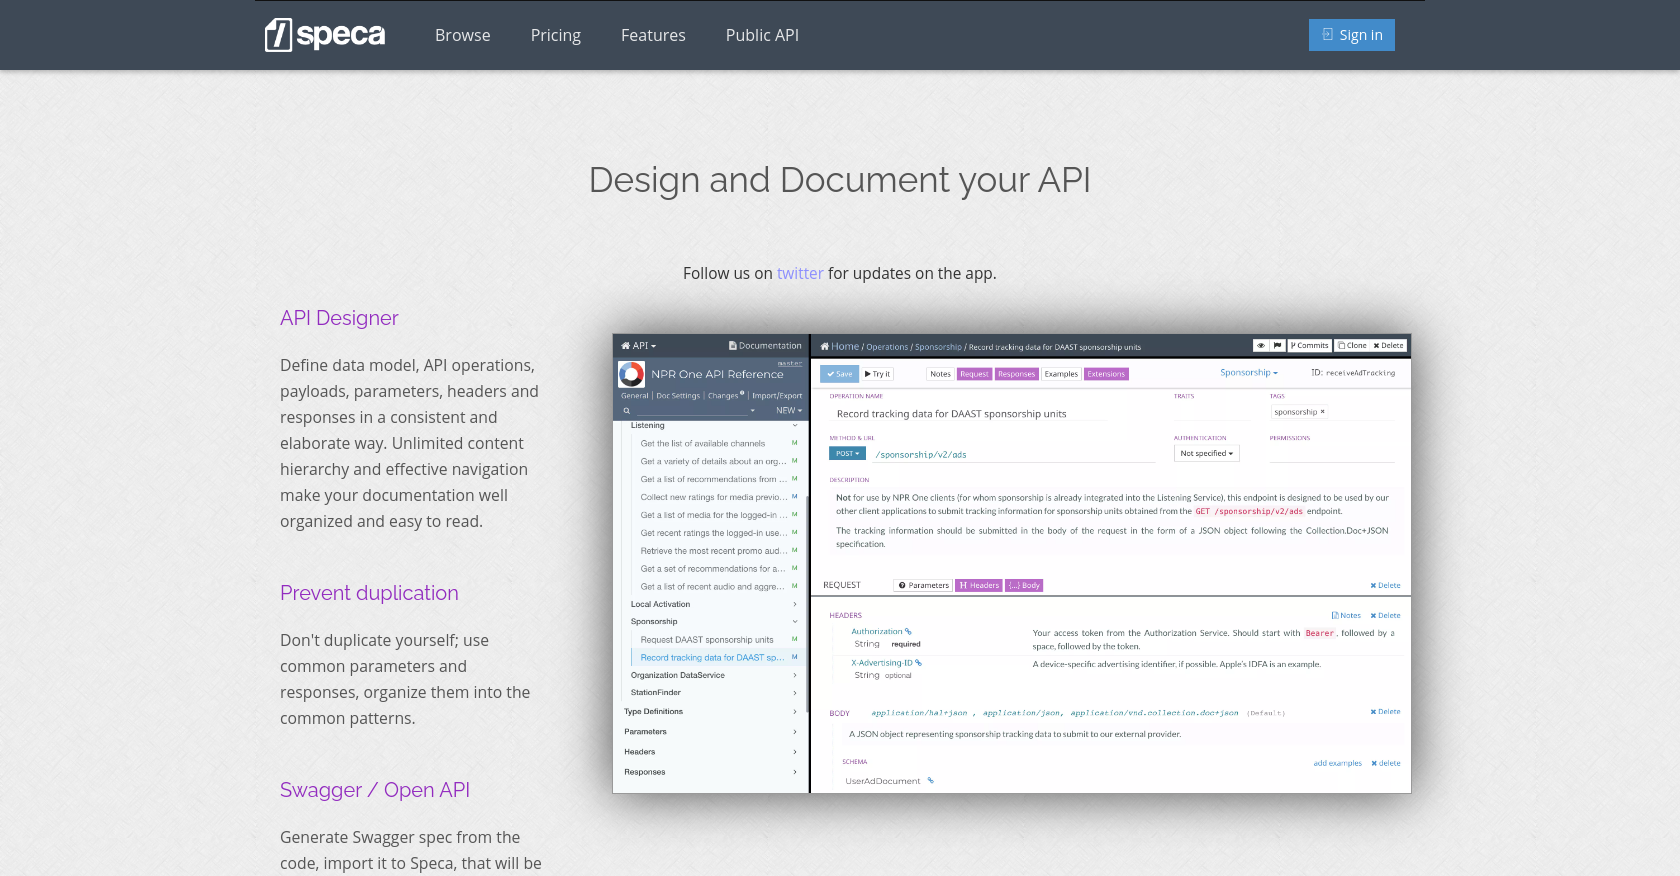 speca
Browse
Pricing
Features
Public API
Sign in
Design and Document your API
Follow us on twitter for updates on the app.
API Designer
Define data model, API operations,
payloads, parameters, headers and
responses in a consistent and
elaborate way. Unlimited content
hierarchy and effective navigation
make your documentation well
organized and easy to read.
Prevent duplication
Don't duplicate yourself; use
common parameters and
responses, organize them into the
common patterns.
Swagger / Open API
Generate Swagger spec from the
code, import it to Speca, that will be
API
Documentation
master
NPR One API Reference
General | Doc Settings | Changes | Import/Export
NEW
Listening
Get the list of available channels M
Get a variety of details about an org... M
Get a list of recommendations from ... M
Collect new ratings for media previo... M
Get a list of media for the logged-in ... M
Get recent ratings the logged-in use... M
Retrieve the most recent promo aud... M
Get a set of recommendations for a... M
Get a list of recent audio and aggre... M
Local Activation
Sponsorship
Request DAAST sponsorship units M
Record tracking data for DAAST sp... M
Organization DataService
StationFinder
Type Definitions
Parameters
Headers
Responses
Home / Operations / Sponsorship / Record tracking data for DAAST sponsorship units
Commits
Clone
Delete
Save
Try it
Notes
Request
Responses
Examples
Extensions
Sponsorship
ID: receiveAdTracking
OPERATION NAME
TRAITS
TAGS
Record tracking data for DAAST sponsorship units
sponsorship ×
METHOD & URL
AUTHENTICATION
PERMISSIONS
POST
/sponsorship/v2/ads
Not specified
DESCRIPTION
Not for use by NPR One clients (for whom sponsorship is already integrated into the Listening Service), this endpoint is designed to be used by our
other client applications to submit tracking information for sponsorship units obtained from the GET /sponsorship/v2/ads endpoint.
The tracking information should be submitted in the body of the request in the form of a JSON object following the Collection.Doc+JSON
specification.
REQUEST
Parameters
Headers
{...} Body
Delete
HEADERS
Notes
Delete
Authorization
String required
Your access token from the Authorization Service. Should start with Bearer, followed by a
space, followed by the token.
X-Advertising-ID
String optional
A device-specific advertising identifier, if possible. Apple's IDFA is an example.
BODY
application/hal+json , application/json, application/vnd.collection.doc+json (Default)
Delete
A JSON object representing sponsorship tracking data to submit to our external provider.
SCHEMA
add examples
delete
UserAdDocument